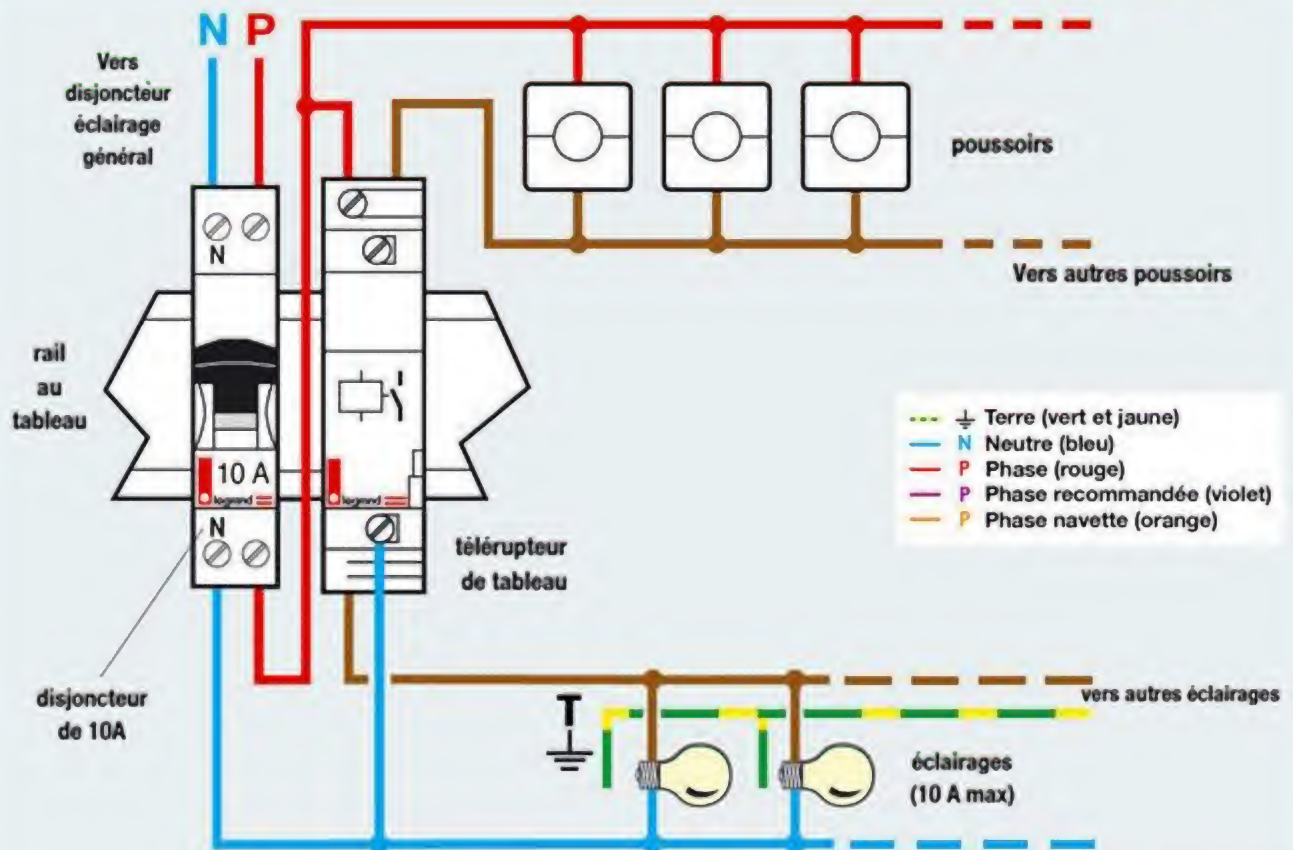 N P
Vers
disjoncteur
éclairage
général
poussoirs
N
Vers autres poussoirs
rail
au
tableau
Terre (vert et jaune)
N Neutre (bleu)
P Phase (rouge)
P Phase recommandée (violet)
P Phase navette (orange)
10 A
legrand
legrand
N
télérupteur
de tableau
disjoncteur
de 10A
vers autres éclairages
T
éclairages
(10 A max)